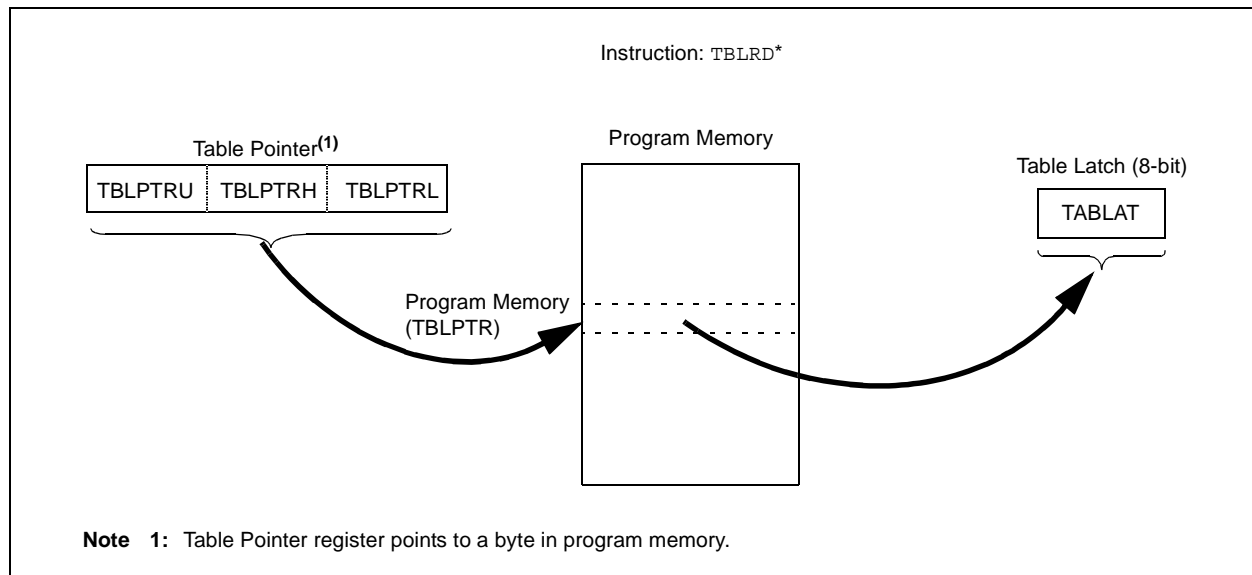 Instruction: TBLRD*
Table Pointer(1)
TBLPTRU TBLPTRH TBLPTRL
Program Memory
Table Latch (8-bit)
TABLAT
Program Memory
(TBLPTR)
Note 1: Table Pointer register points to a byte in program memory.